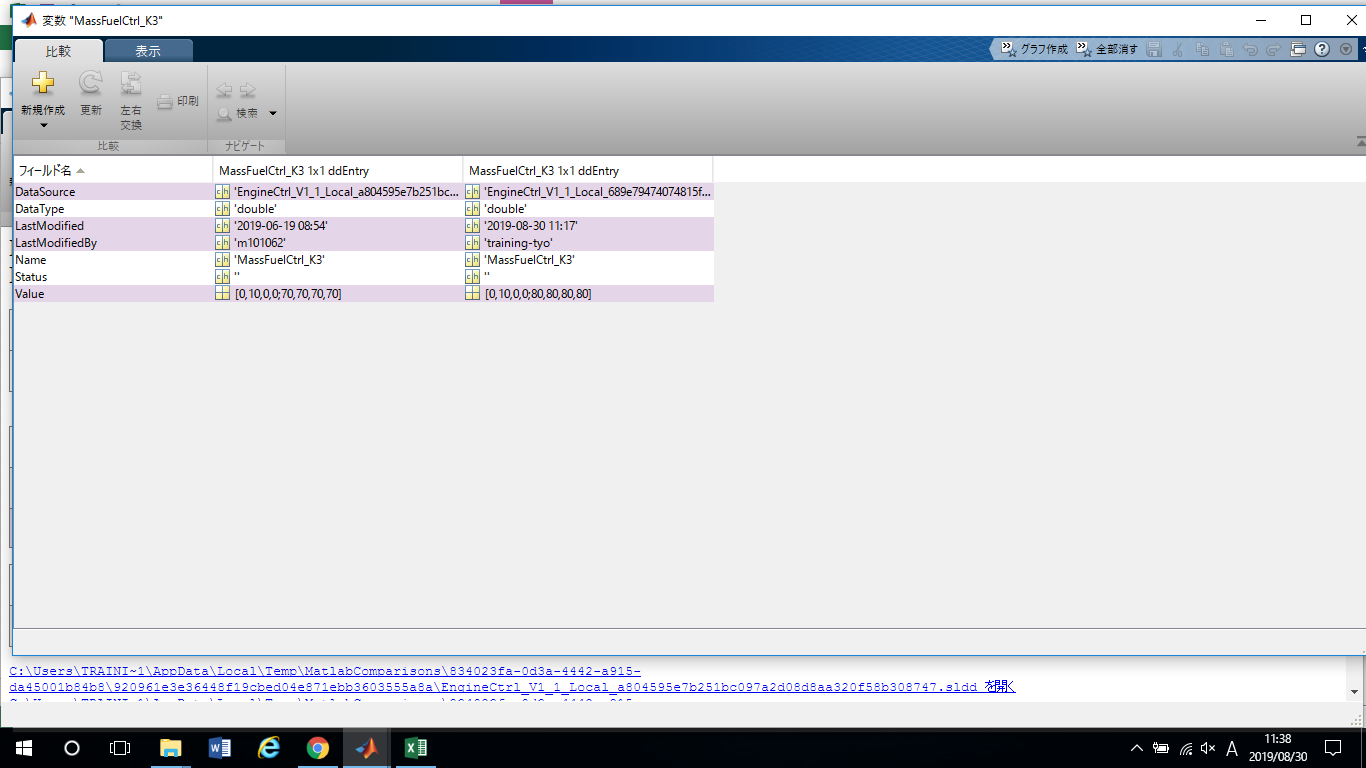 変数 "MassFuelCtrl_K3"
比較 表示
グラフ作成 全部消す
新規作成 更新 左右交換 印刷 検索
比較 ナビゲート
フィールド名 MassFuelCtrl_K3 1x1 ddEntry MassFuelCtrl_K3 1x1 ddEntry
DataSource 'EngineCtrl_V1_1_Local_a804595e7b251bc... 'EngineCtrl_V1_1_Local_689e79474074815f...
DataType 'double' 'double'
LastModified '2019-06-19 08:54' '2019-08-30 11:17'
LastModifiedBy 'm101062' 'training-tyo'
Name 'MassFuelCtrl_K3' 'MassFuelCtrl_K3'
Status '' ''
Value [0,10,0,0;70,70,70,70] [0,10,0,0;80,80,80,80]
C:\Users\TRAINI~1\AppData\Local\Temp\MatlabComparisons\834023fa-0d3a-4442-a915-
da45001b84b8\920961e3e36448f19cbed04e871ebb3603555a8a\EngineCtrl_V1_1_Local_a804595e7b251bc097a2d08d8aa320f58b308747.sldd を開く
A
11:38
2019/08/30